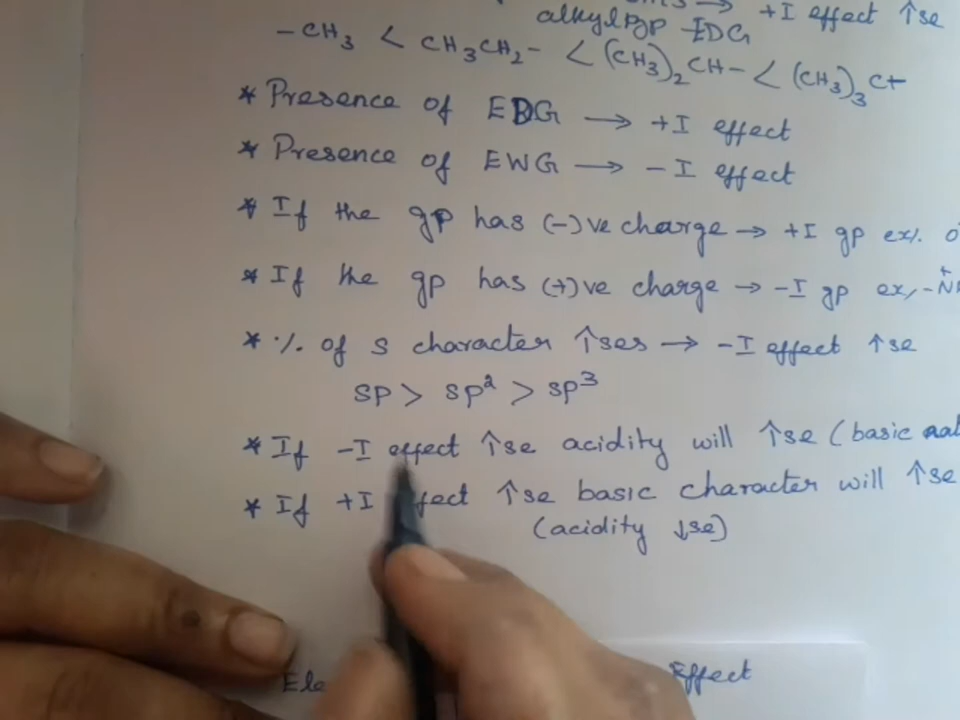 → +I effect ↑se
alkyl gp EDG
-CH3 < CH3CH2- < (CH3)2CH- < (CH3)3C+
* Presence of EDG → +I effect
* Presence of EWG → -I effect
* If the gp has (-)ve charge → +I gp ex/.
* If the gp has (+)ve charge → -I gp ex,
* % of s character ↑ses → -I effect ↑se
sp > sp2 > sp3
* If -I effect ↑se acidity will ↑se (basic
* If +I effect ↑se basic character will ↑se
(acidity ↓se)
Ele Effect